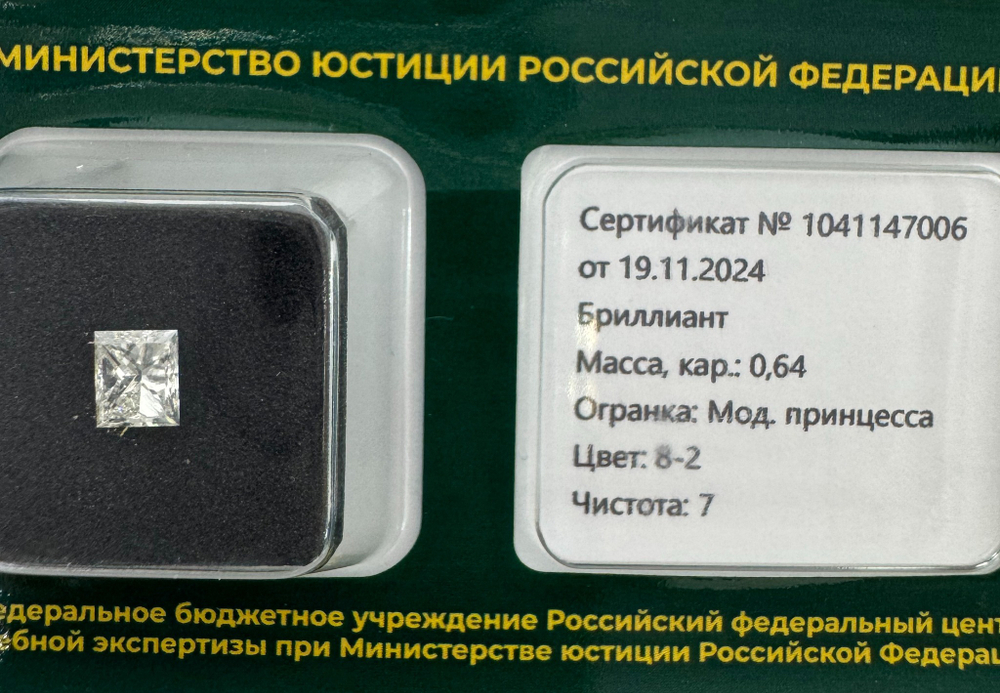 МИНИСТЕРСТВО ЮСТИЦИИ РОССИЙСКОЙ ФЕДЕРАЦИ
Сертификат № 1041147006
от 19.11.2024
Бриллиант
Масса, кар.: 0,64
Огранка: Мод. принцесса
Цвет: 8-2
Чистота: 7
едеральное бюджетное учреждение Российский федеральный цент
бной экспертизы при Министерстве юстиции Российской Федерац